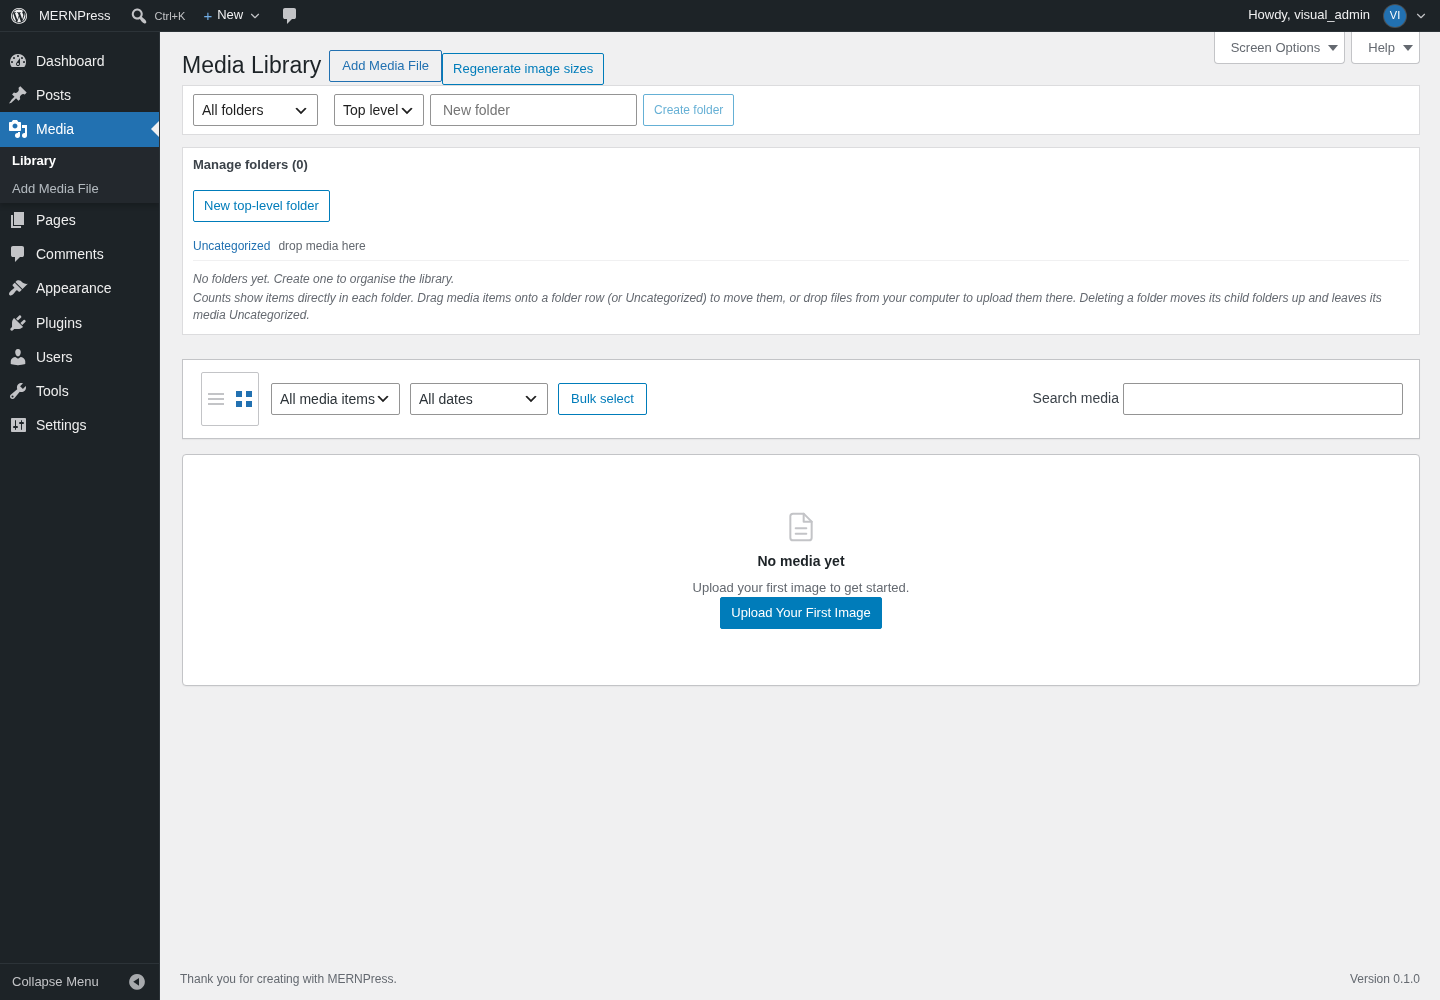 MERNPress Ctrl+K + New Howdy, visual_admin VI
Screen Options Help
Dashboard
Posts
Media
Library
Add Media File
Pages
Comments
Appearance
Plugins
Users
Tools
Settings
Collapse Menu
Media Library Add Media File Regenerate image sizes
All folders Top level New folder Create folder
Manage folders (0)
New top-level folder
Uncategorized drop media here
No folders yet. Create one to organise the library.
Counts show items directly in each folder. Drag media items onto a folder row (or Uncategorized) to move them, or drop files from your computer to upload them there. Deleting a folder moves its child folders up and leaves its
media Uncategorized.
All media items All dates Bulk select Search media
No media yet
Upload your first image to get started.
Upload Your First Image
Thank you for creating with MERNPress. Version 0.1.0